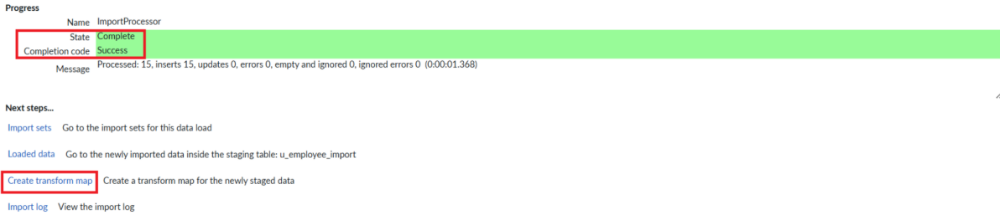 Progress
Name ImportProcessor
State Complete
Completion code Success
Message Processed: 15, inserts 15, updates 0, errors 0, empty and ignored 0, ignored errors 0 (0:00:01.368)
Next steps...
Import sets Go to the import sets for this data load
Loaded data Go to the newly imported data inside the staging table: u_employee_import
Create transform map Create a transform map for the newly staged data
Import log View the import log